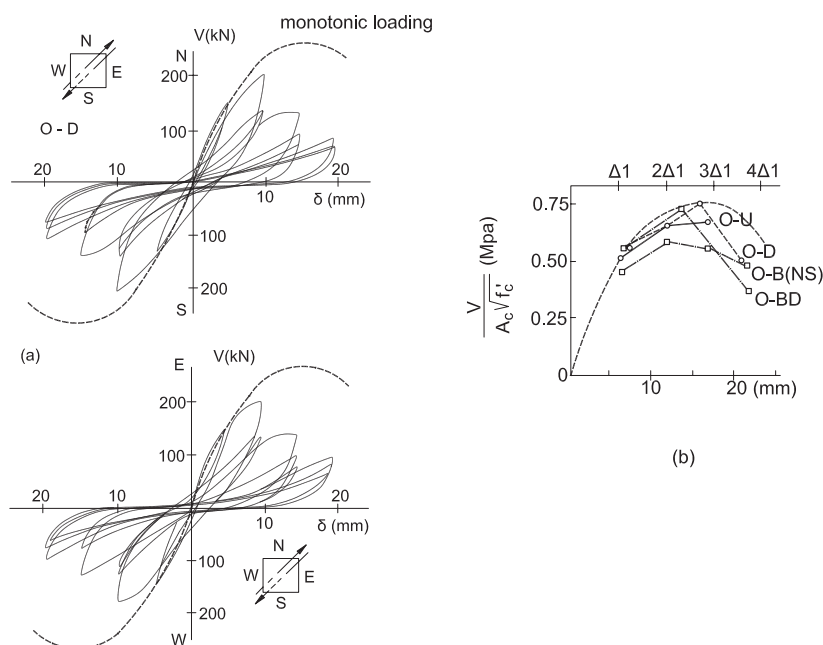 monotonic loading
V(kN)
N
N
W E
S
O - D
200
100
20 10 10 20
δ (mm)
100
200
S
(a)
E V(kN)
200
100
20 10 10 20
δ (mm)
100
200
W
N
W E
S
Δ1 2Δ1 3Δ1 4Δ1
0.75
0.50
0.25
0
V
A_c√f'_c
(Mpa)
O-U
O-D
O-B(NS)
O-BD
10 20 (mm)
(b)